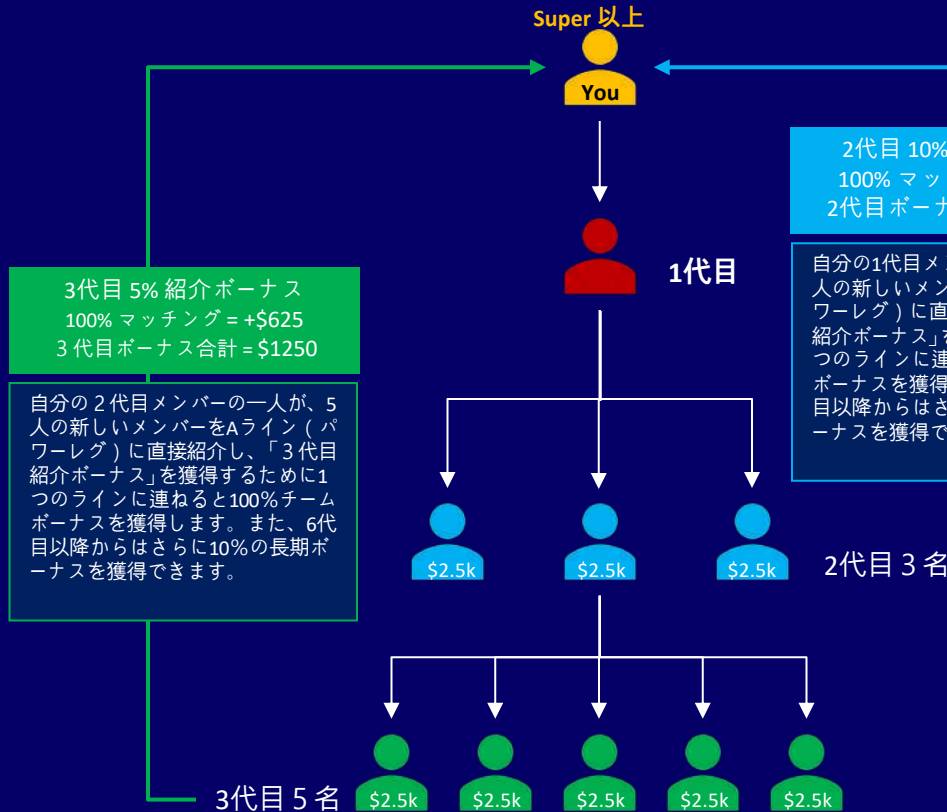 Super 以上
You
2代目 10%
100% マッ
2代目ボーナ
1代目
自分の1代目メ
人の新しいメン
ワーレグ ) に直
紹介ボーナス」を
つのラインに連
ボーナスを獲得
目以降からはさ
ーナスを獲得で
3代目 5% 紹介ボーナス
100% マッチング = +$625
３代目ボーナス合計 = $1250
自分の２代目メンバーの一人が、5
人の新しいメンバーをAライン ( パ
ワーレグ ) に直接紹介し、「３代目
紹介ボーナス」を獲得するために1
つのラインに連ねると100%チーム
ボーナスを獲得します。また、6代
目以降からはさらに10%の長期ボ
ーナスを獲得できます。
$2.5k $2.5k $2.5k 2代目３名
3代目５名 $2.5k $2.5k $2.5k $2.5k $2.5k